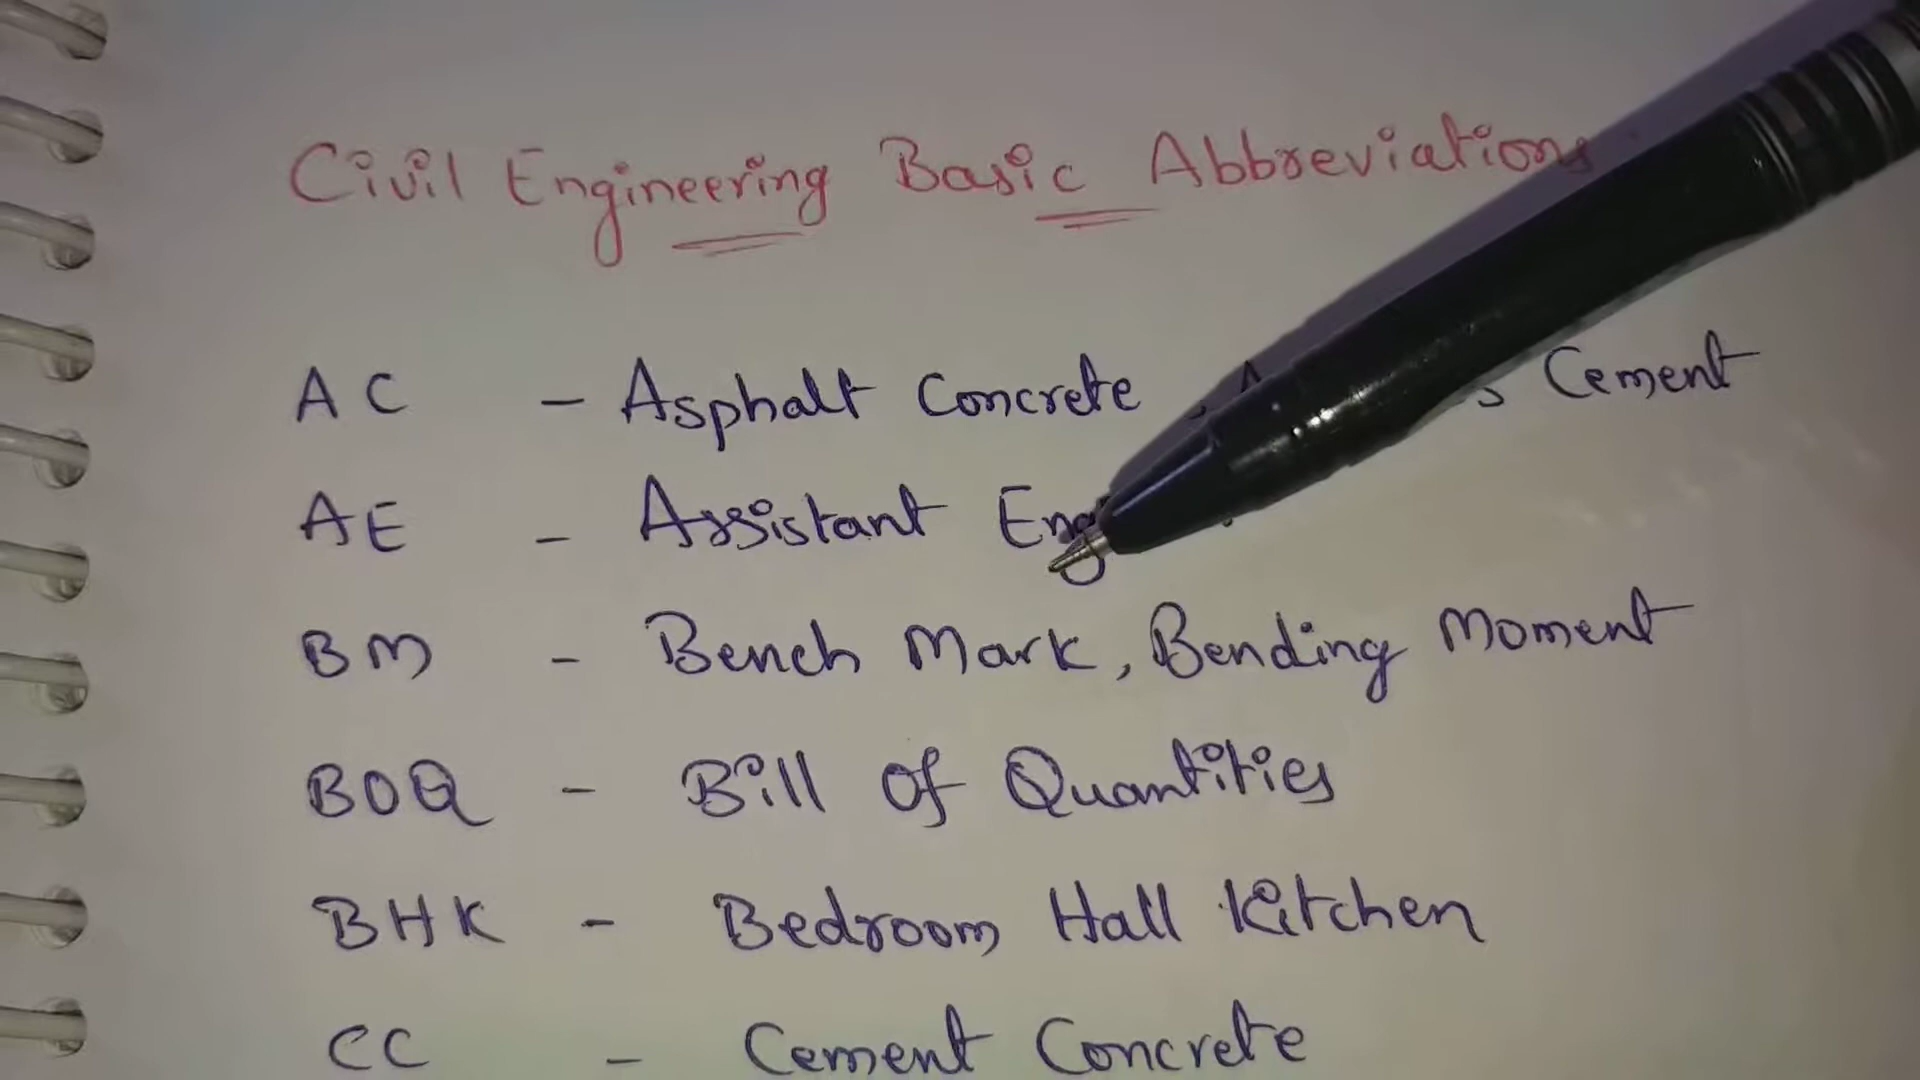 Civil Engineering Basic Abbreviations
AC - Asphalt Concrete, Cement
AE - Assistant
BM - Bench Mark, Bending Moment
BOQ - Bill Of Quantities
BHK - Bedroom Hall Kitchen
CC - Cement Concrete